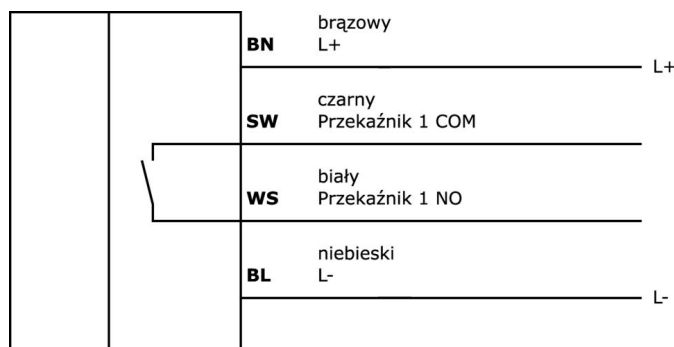 brązowy
BN L+
L+
czarny
SW Przekaźnik 1 COM
biały
WS Przekaźnik 1 NO
niebieski
BL L-
L-